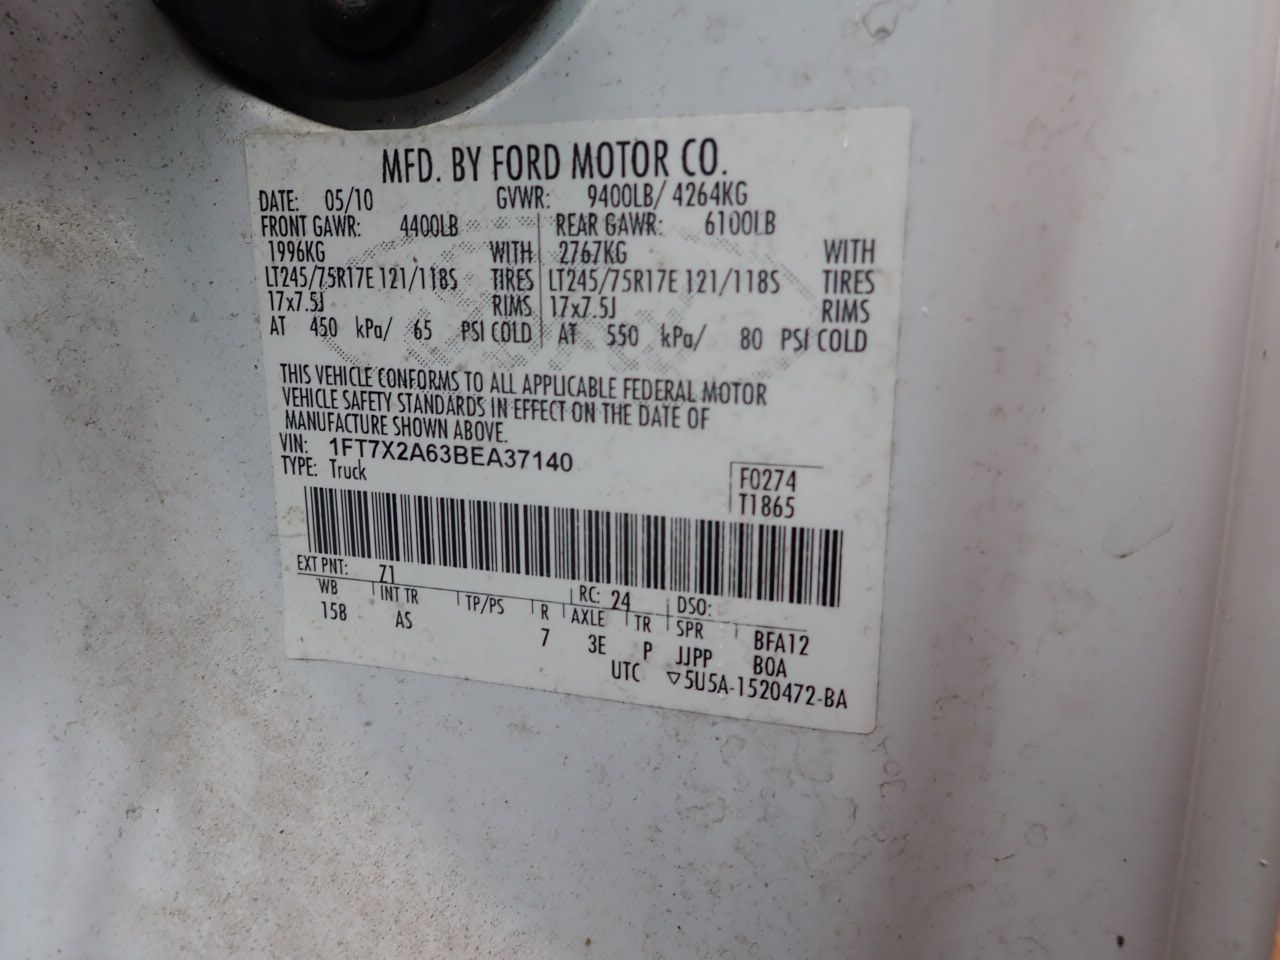 MFD. BY FORD MOTOR CO.
DATE: 05/10 GVWR: 9400LB/ 4264KG
FRONT GAWR: 4400LB REAR GAWR: 6100LB
1996KG WITH 2767KG WITH
LT245/75R17E 121/118S TIRES LT245/75R17E 121/118S TIRES
17x7.5J RIMS 17x7.5J RIMS
AT 450 kPa/ 65 PSI COLD AT 550 kPa/ 80 PSI COLD
THIS VEHICLE CONFORMS TO ALL APPLICABLE FEDERAL MOTOR
VEHICLE SAFETY STANDARDS IN EFFECT ON THE DATE OF
MANUFACTURE SHOWN ABOVE.
VIN: 1FT7X2A63BEA37140
TYPE: Truck
F0274
T1865
EXT PNT: Z1 RC: 24 DSO:
WB INT TR TP/PS R AXLE TR SPR BFA12
158 AS 7 3E P JJPP BOA
UTC ▽5U5A-1520472-BA